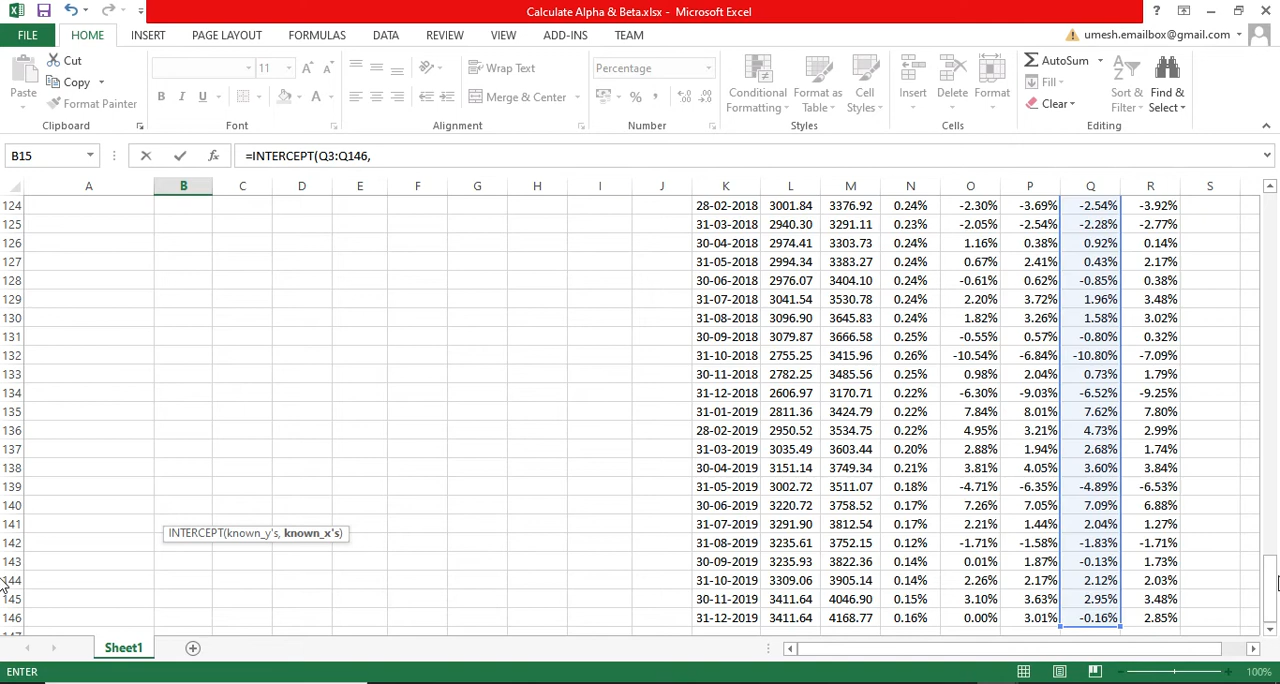 Calculate Alpha & Beta.xlsx - Microsoft Excel
?
FILE HOME INSERT PAGE LAYOUT FORMULAS DATA REVIEW VIEW ADD-INS TEAM umesh.emailbox@gmail.com
Paste Cut Copy Format Painter
Clipboard
11 A A
B I U A
Font
Wrap Text
Merge & Center
Alignment
Percentage
% ,
Number
Conditional Formatting
Format as Table
Cell Styles
Styles
Insert Delete Format
Cells
AutoSum
Fill
Clear
Sort & Filter
Find & Select
Editing
B15 fx =INTERCEPT(Q3:Q146,
A B C D E F G H I J K L M N O P Q R S
124 28-02-2018 3001.84 3376.92 0.24% -2.30% -3.69% -2.54% -3.92%
125 31-03-2018 2940.30 3291.11 0.23% -2.05% -2.54% -2.28% -2.77%
126 30-04-2018 2974.41 3303.73 0.24% 1.16% 0.38% 0.92% 0.14%
127 31-05-2018 2994.34 3383.27 0.24% 0.67% 2.41% 0.43% 2.17%
128 30-06-2018 2976.07 3404.10 0.24% -0.61% 0.62% -0.85% 0.38%
129 31-07-2018 3041.54 3530.78 0.24% 2.20% 3.72% 1.96% 3.48%
130 31-08-2018 3096.90 3645.83 0.24% 1.82% 3.26% 1.58% 3.02%
131 30-09-2018 3079.87 3666.58 0.25% -0.55% 0.57% -0.80% 0.32%
132 31-10-2018 2755.25 3415.96 0.26% -10.54% -6.84% -10.80% -7.09%
133 30-11-2018 2782.25 3485.56 0.25% 0.98% 2.04% 0.73% 1.79%
134 31-12-2018 2606.97 3170.71 0.22% -6.30% -9.03% -6.52% -9.25%
135 31-01-2019 2811.36 3424.79 0.22% 7.84% 8.01% 7.62% 7.80%
136 28-02-2019 2950.52 3534.75 0.22% 4.95% 3.21% 4.73% 2.99%
137 31-03-2019 3035.49 3603.44 0.20% 2.88% 1.94% 2.68% 1.74%
138 30-04-2019 3151.14 3749.34 0.21% 3.81% 4.05% 3.60% 3.84%
139 31-05-2019 3002.72 3511.07 0.18% -4.71% -6.35% -4.89% -6.53%
140 30-06-2019 3220.72 3758.52 0.17% 7.26% 7.05% 7.09% 6.88%
141 31-07-2019 3291.90 3812.54 0.17% 2.21% 1.44% 2.04% 1.27%
INTERCEPT(known_y's, known_x's)
142 31-08-2019 3235.61 3752.15 0.12% -1.71% -1.58% -1.83% -1.71%
143 30-09-2019 3235.93 3822.36 0.14% 0.01% 1.87% -0.13% 1.73%
144 31-10-2019 3309.06 3905.14 0.14% 2.26% 2.17% 2.12% 2.03%
145 30-11-2019 3411.64 4046.90 0.15% 3.10% 3.63% 2.95% 3.48%
146 31-12-2019 3411.64 4168.77 0.16% 0.00% 3.01% -0.16% 2.85%
Sheet1
ENTER 100%